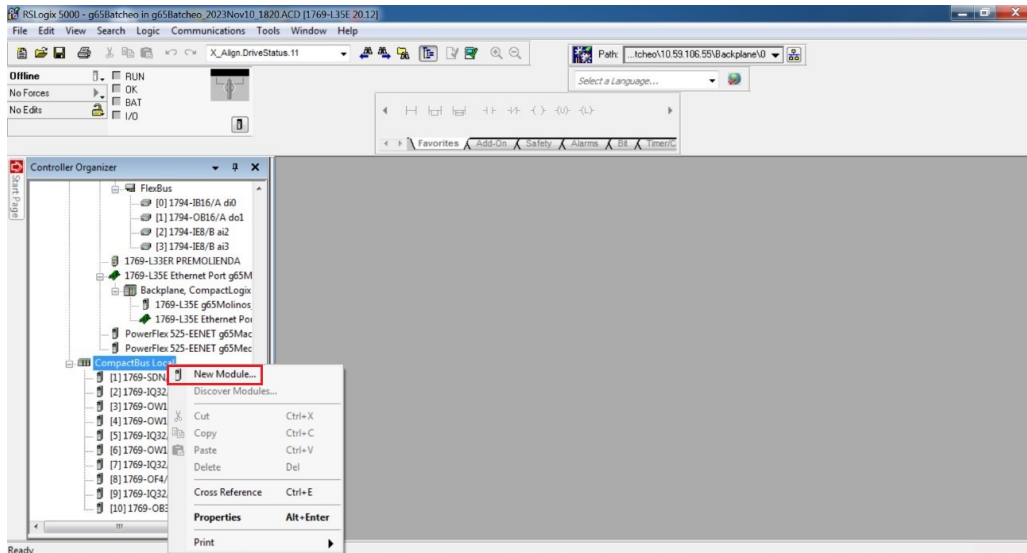 RSLogix 5000 - g65Batcheo in g65Batcheo_2023Nov10_1820.ACD [1769-L35E 20.12]
File Edit View Search Logic Communications Tools Window Help
X_Align.DriveStatus.11
Path: ...tcheo\10.59.106.55\Backplane\0
Offline
RUN
No Forces
OK
BAT
No Edits
I/O
Select a Language...
Favorites Add-On Safety Alarms Bit Timer/C
Start Page
Controller Organizer
FlexBus
[0] 1794-IB16/A di0
[1] 1794-OB16/A do1
[2] 1794-IE8/B ai2
[3] 1794-IE8/B ai3
1769-L33ER PREMOLIENDA
1769-L35E Ethernet Port g65M
Backplane, CompactLogix
1769-L35E g65Molinos
1769-L35E Ethernet Por
PowerFlex 525-EENET g65Mac
PowerFlex 525-EENET g65Mec
CompactBus Local
[1] 1769-SDN
[2] 1769-IQ32
[3] 1769-OW1
[4] 1769-OW1
[5] 1769-IQ32
[6] 1769-OW1
[7] 1769-IQ32
[8] 1769-OF4/
[9] 1769-IQ32
[10] 1769-OB3
New Module...
Discover Modules...
Cut Ctrl+X
Copy Ctrl+C
Paste Ctrl+V
Delete Del
Cross Reference Ctrl+E
Properties Alt+Enter
Print
Ready